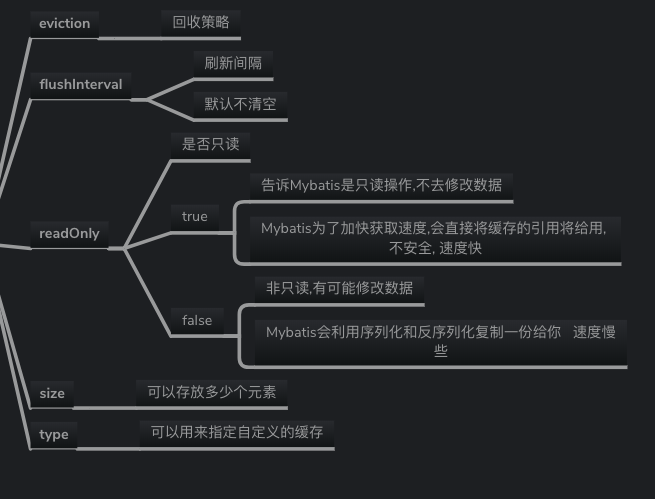 eviction
回收策略
flushInterval
刷新间隔
默认不清空
readOnly
是否只读
true
告诉Mybatis是只读操作,不去修改数据
Mybatis为了加快获取速度,会直接将缓存的引用将给用,
不安全, 速度快
false
非只读,有可能修改数据
Mybatis会利用序列化和反序列化复制一份给你 速度慢
些
size
可以存放多少个元素
type
可以用来指定自定义的缓存